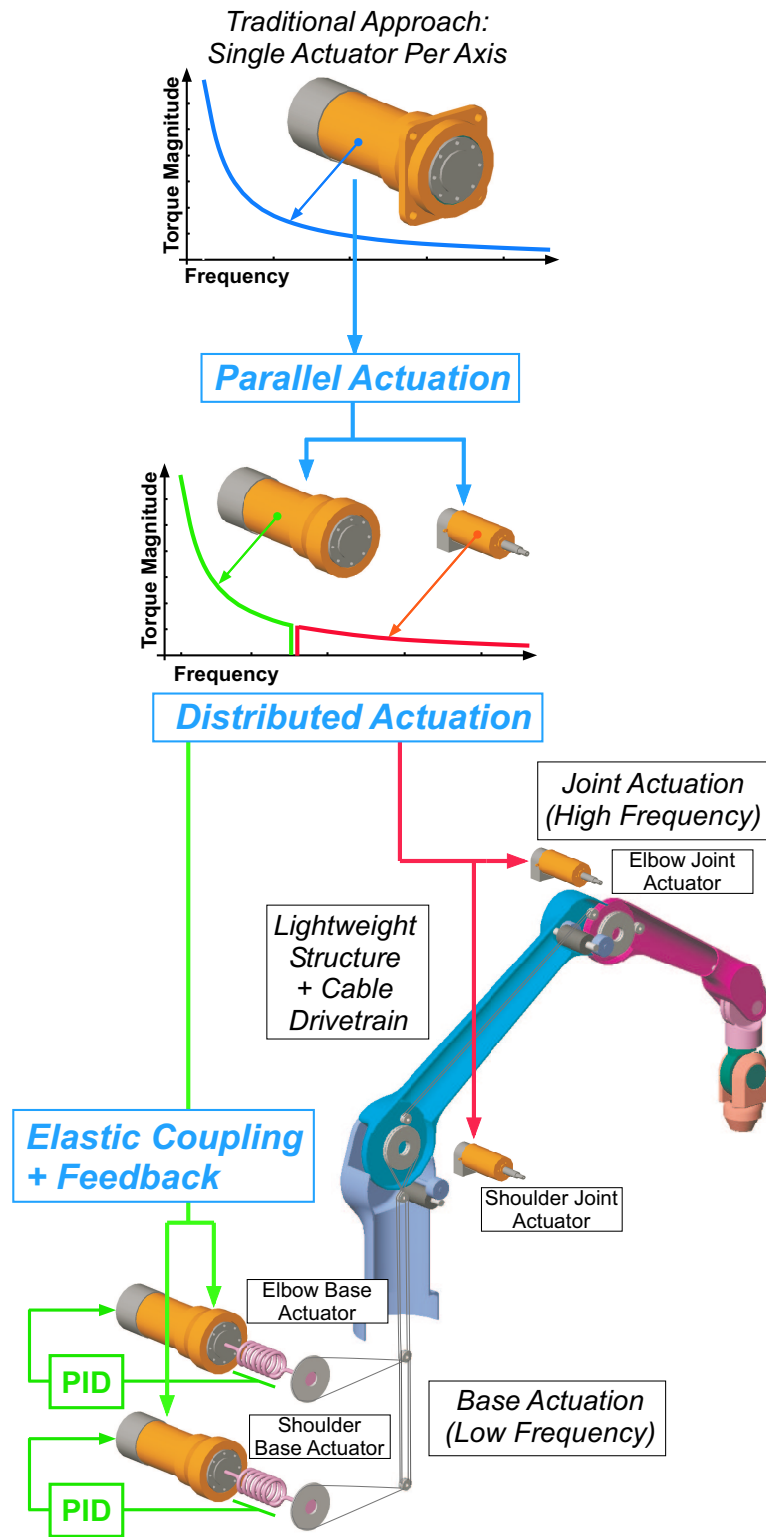 Traditional Approach:
Single Actuator Per Axis
Torque Magnitude
Frequency
Parallel Actuation
Torque Magnitude
Frequency
Distributed Actuation
Joint Actuation
(High Frequency)
Elbow Joint
Actuator
Lightweight
Structure
+ Cable
Drivetrain
Elastic Coupling
+ Feedback
Shoulder Joint
Actuator
Elbow Base
Actuator
PID
Base Actuation
(Low Frequency)
Shoulder
Base Actuator
PID